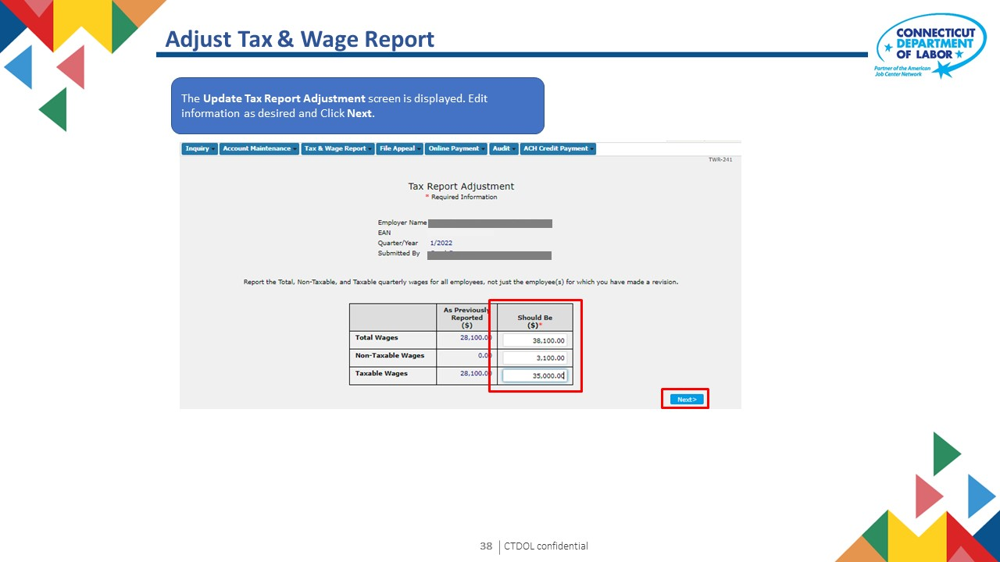 Adjust Tax & Wage Report
CONNECTICUT
DEPARTMENT
OF LABOR
Partner of the American
Job Center Network
The Update Tax Report Adjustment screen is displayed. Edit
information as desired and Click Next.
Inquiry Account Maintenance Tax & Wage Report File Appeal Online Payment Audit ACH Credit Payment
TWR-241
Tax Report Adjustment
* Required Information
Employer Name
EAN
Quarter/Year 1/2022
Submitted By
Report the Total, Non-Taxable, and Taxable quarterly wages for all employees, not just the employee(s) for which you have made a revision.
As Previously
Reported
($)
Should Be
($)*
Total Wages 28,100.00 38,100.00
Non-Taxable Wages 0.00 3,100.00
Taxable Wages 28,100.00 35,000.00
Next>
38 CTDOL confidential